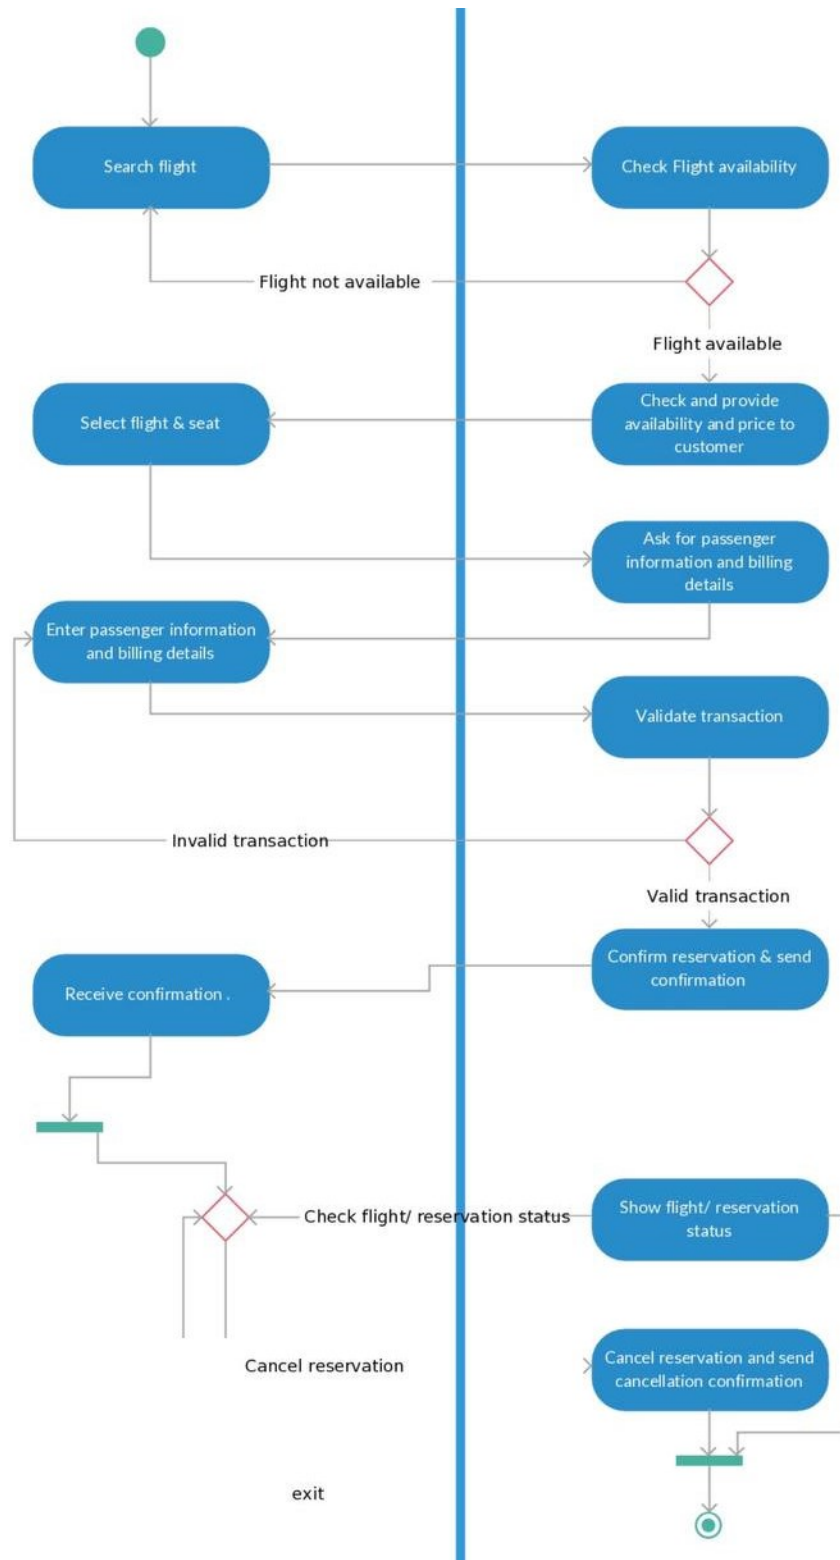 Search flight
Check Flight availability
Flight not available
Flight available
Select flight & seat
Check and provide
availability and price to
customer
Ask for passenger
information and billing
details
Enter passenger information
and billing details
Validate transaction
Invalid transaction
Valid transaction
Confirm reservation & send
confirmation
Receive confirmation .
Check flight/ reservation status
Show flight/ reservation
status
Cancel reservation
Cancel reservation and send
cancellation confirmation
exit